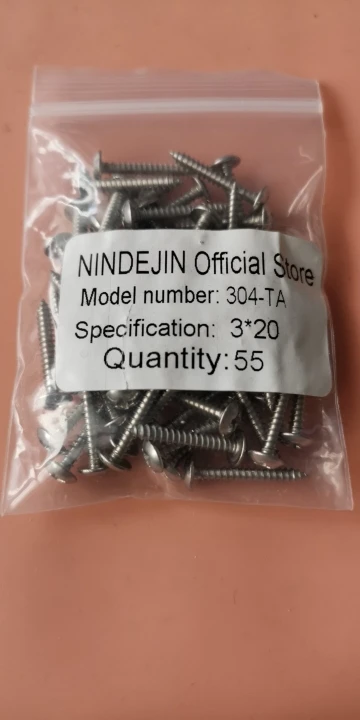 NINDEJIN Official Store
Model number: 304-TA
Specification: 3*20
Quantity: 55